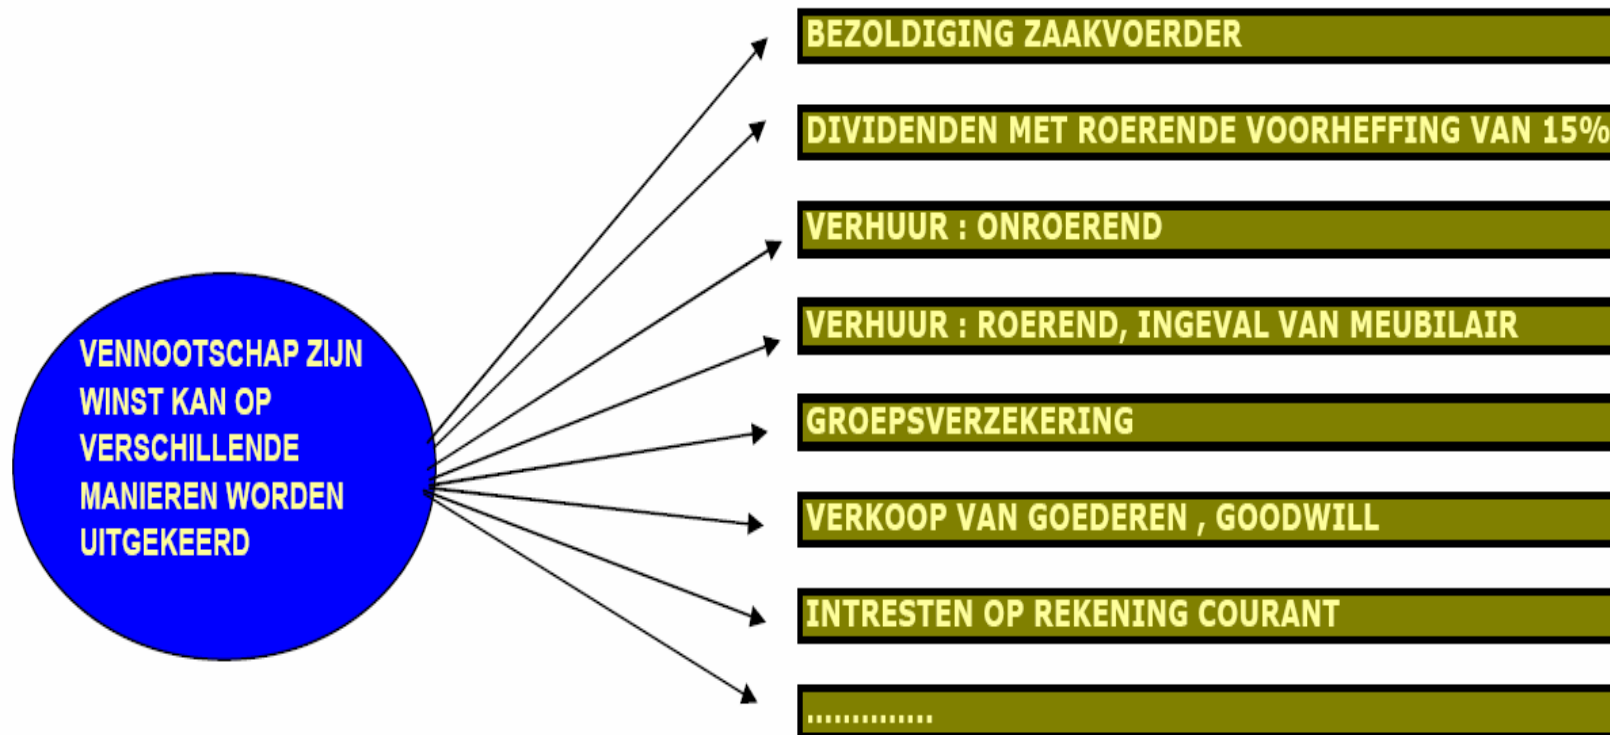 VENNOOTSCHAP ZIJN
WINST KAN OP
VERSCHILLENDE
MANIEREN WORDEN
UITGEKEERD
BEZOLDIGING ZAAKVOERDER
DIVIDENDEN MET ROERENDE VOORHEFFING VAN 15%
VERHUUR : ONROEREND
VERHUUR : ROEREND, INGEVAL VAN MEUBILAIR
GROEPSVERZEKERING
VERKOOP VAN GOEDEREN , GOODWILL
INTRESTEN OP REKENING COURANT
..............